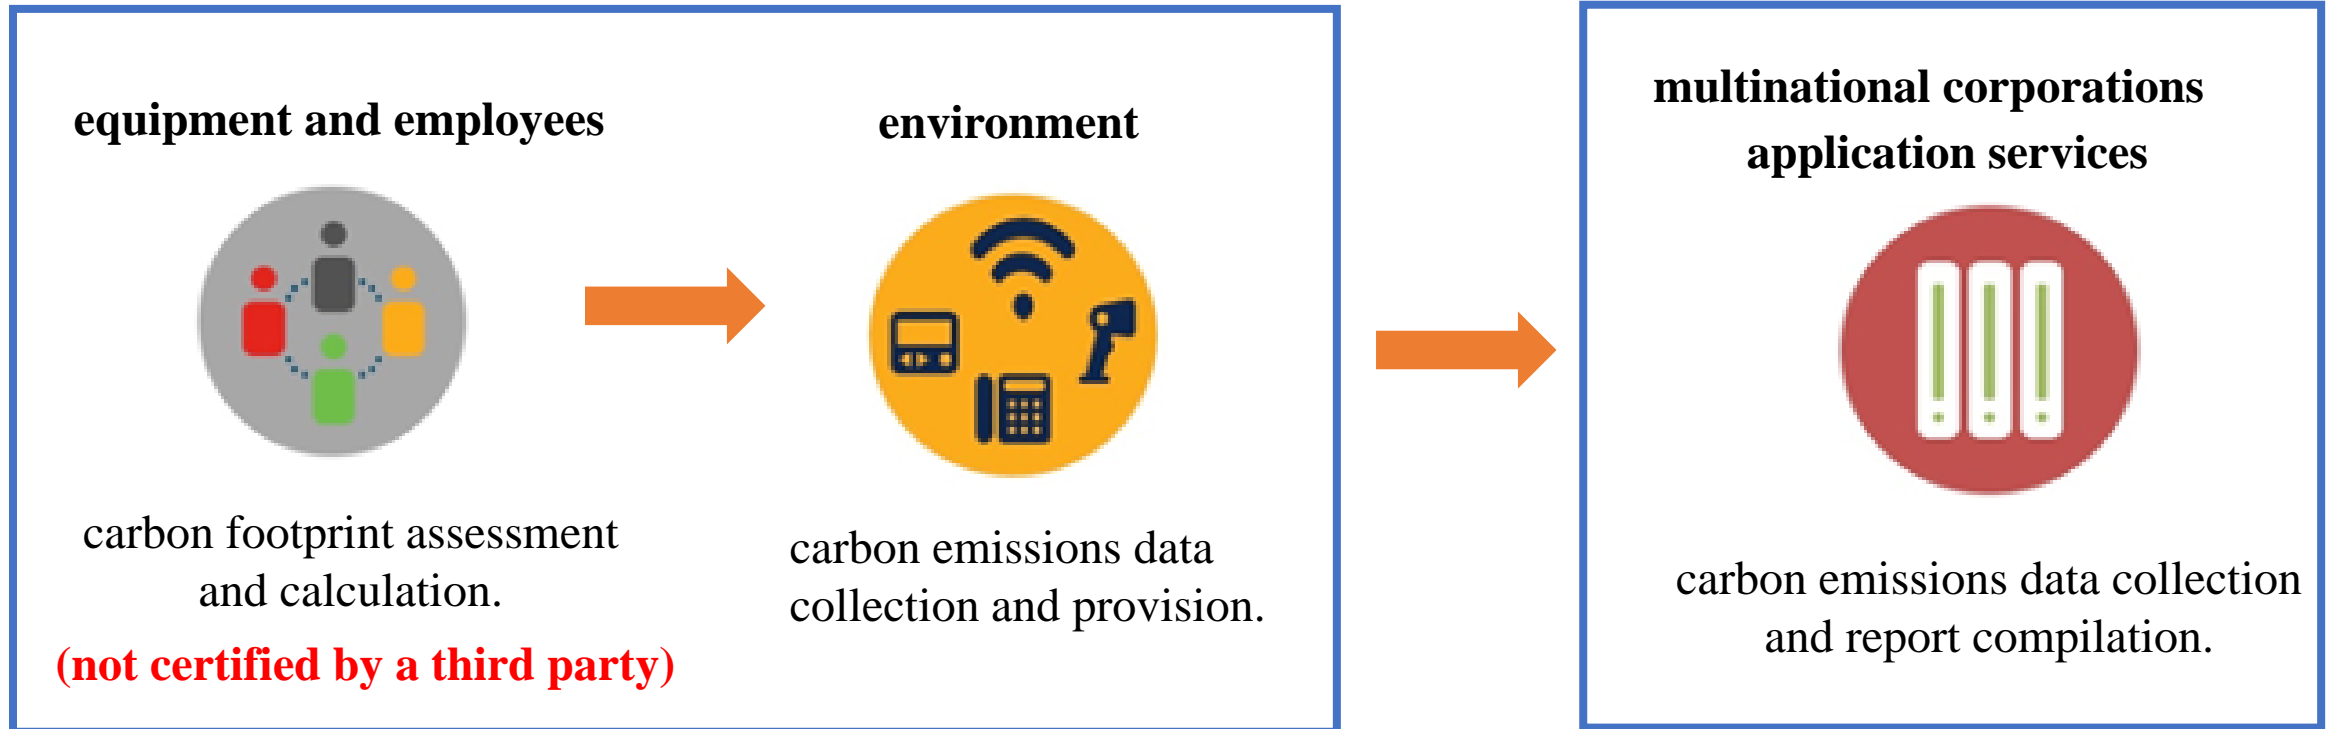 equipment and employees
carbon footprint assessment
and calculation.
(not certified by a third party)
environment
carbon emissions data
collection and provision.
multinational corporations
application services
carbon emissions data collection
and report compilation.